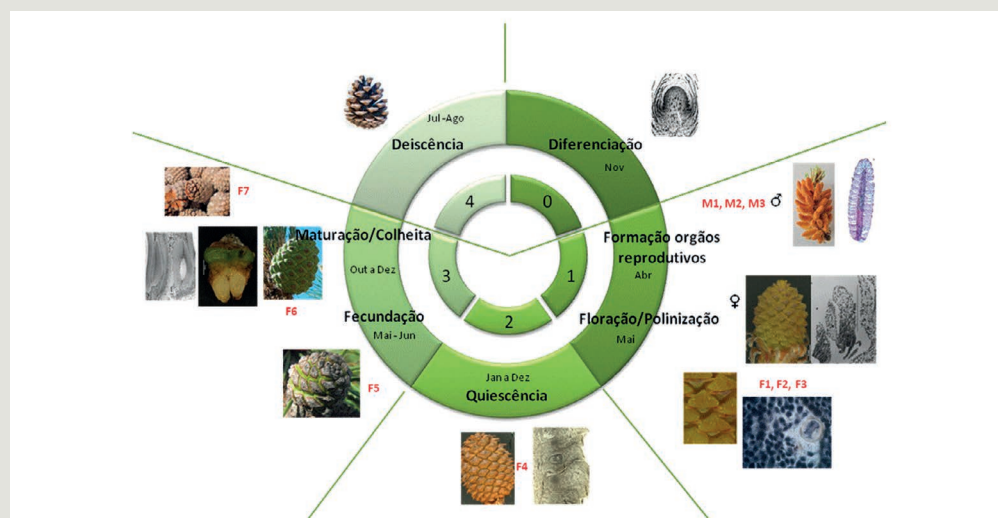 Jul-Ago
Deiscência
Diferenciação
Nov
M1, M2, M3 ♂
F7
4
0
Maturação/Colheita
Formação orgãos
reprodutivos
Out a Dez
Abr
3
1
F6
♀
Fecundação
2
Floração/Polinização
Mai-Jun
Mai
F5
Jan a Dez
F1, F2, F3
Quiescência
F4